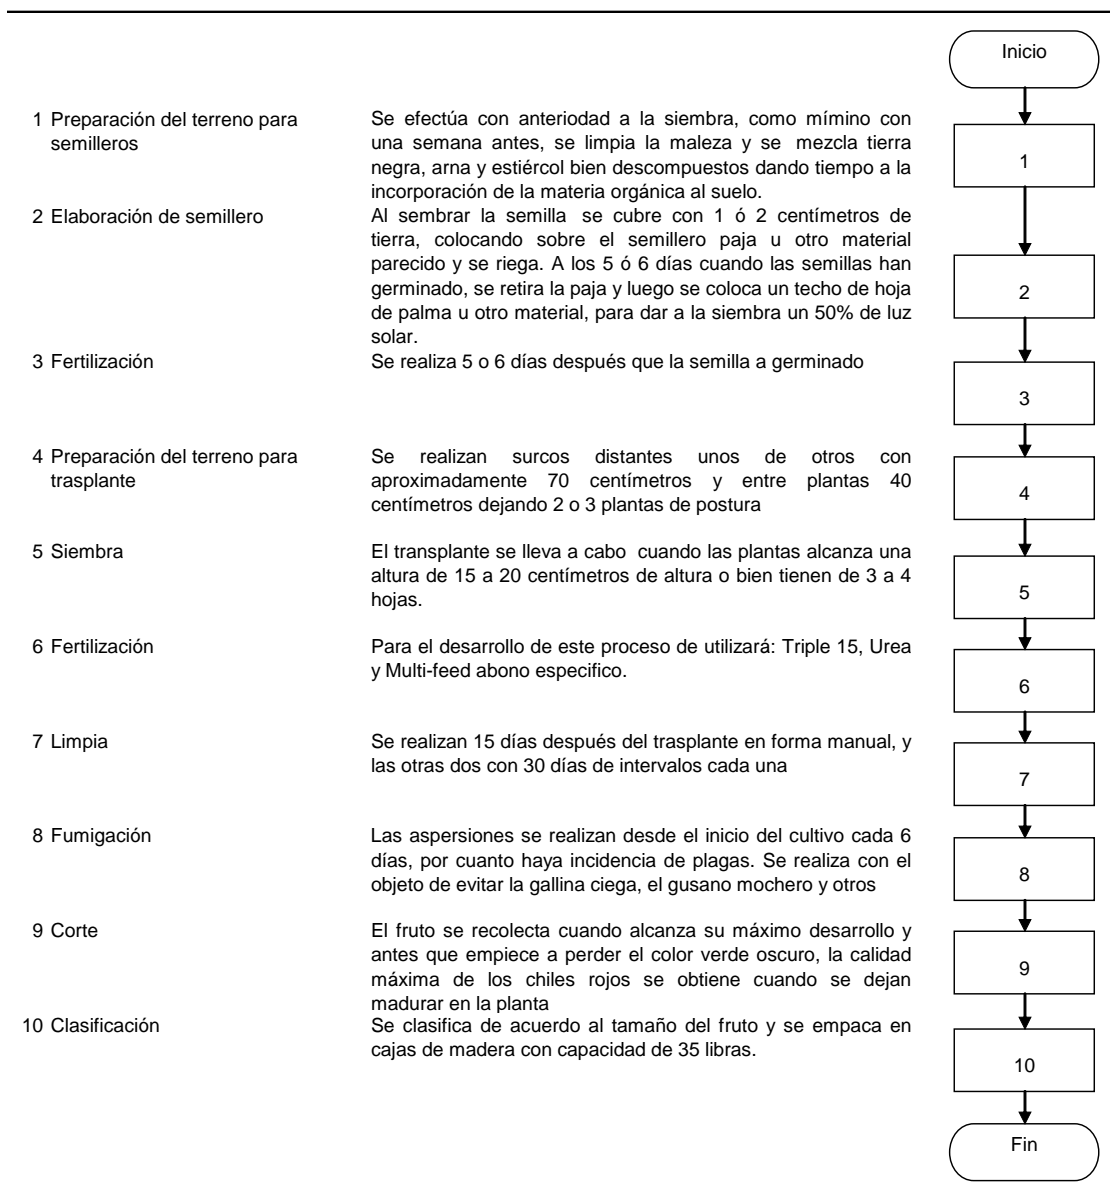 Inicio
1 Preparación del terreno para
semilleros
Se efectúa con anteriodad a la siembra, como mímino con
una semana antes, se limpia la maleza y se mezcla tierra
negra, arna y estiércol bien descompuestos dando tiempo a la
incorporación de la materia orgánica al suelo.
1
2 Elaboración de semillero
Al sembrar la semilla se cubre con 1 ó 2 centímetros de
tierra, colocando sobre el semillero paja u otro material
parecido y se riega. A los 5 ó 6 días cuando las semillas han
germinado, se retira la paja y luego se coloca un techo de hoja
de palma u otro material, para dar a la siembra un 50% de luz
solar.
2
3 Fertilización
Se realiza 5 o 6 días después que la semilla a germinado
3
4 Preparación del terreno para
trasplante
Se realizan surcos distantes unos de otros con
aproximadamente 70 centímetros y entre plantas 40
centímetros dejando 2 o 3 plantas de postura
4
5 Siembra
El transplante se lleva a cabo cuando las plantas alcanza una
altura de 15 a 20 centímetros de altura o bien tienen de 3 a 4
hojas.
5
6 Fertilización
Para el desarrollo de este proceso de utilizará: Triple 15, Urea
y Multi-feed abono especifico.
6
7 Limpia
Se realizan 15 días después del trasplante en forma manual, y
las otras dos con 30 días de intervalos cada una
7
8 Fumigación
Las aspersiones se realizan desde el inicio del cultivo cada 6
días, por cuanto haya incidencia de plagas. Se realiza con el
objeto de evitar la gallina ciega, el gusano mochero y otros
8
9 Corte
El fruto se recolecta cuando alcanza su máximo desarrollo y
antes que empiece a perder el color verde oscuro, la calidad
máxima de los chiles rojos se obtiene cuando se dejan
madurar en la planta
9
10 Clasificación
Se clasifica de acuerdo al tamaño del fruto y se empaca en
cajas de madera con capacidad de 35 libras.
10
Fin